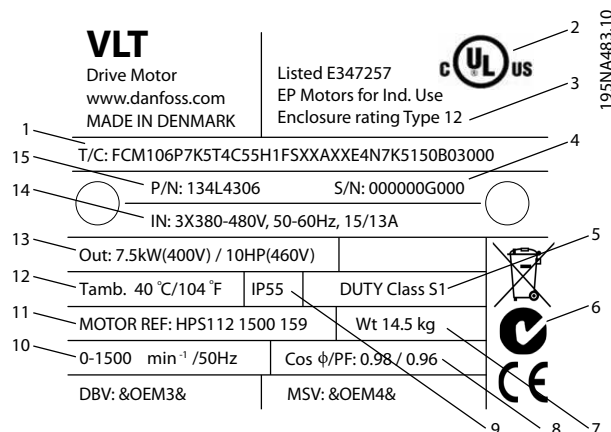 VLT
Drive Motor
www.danfoss.com
MADE IN DENMARK
Listed E347257
EP Motors for Ind. Use
Enclosure rating Type 12
C UL US
®
195NA483.10
2
3
1
T/C: FCM106P7K5T4C55H1FSXXAXXE4N7K5150B03000
4
15
P/N: 134L4306 S/N: 000000G000
14
IN: 3X380-480V, 50-60Hz, 15/13A
13
Out: 7.5kW(400V) / 10HP(460V)
5
12
Tamb. 40 °C/104 °F IP55 DUTY Class S1
6
11
MOTOR REF: HPS112 1500 159 Wt 14.5 kg
10
0-1500 min⁻¹ /50Hz Cos ϕ/PF: 0.98 / 0.96
CE
DBV: &OEM3& MSV: &OEM4&
9
8
7